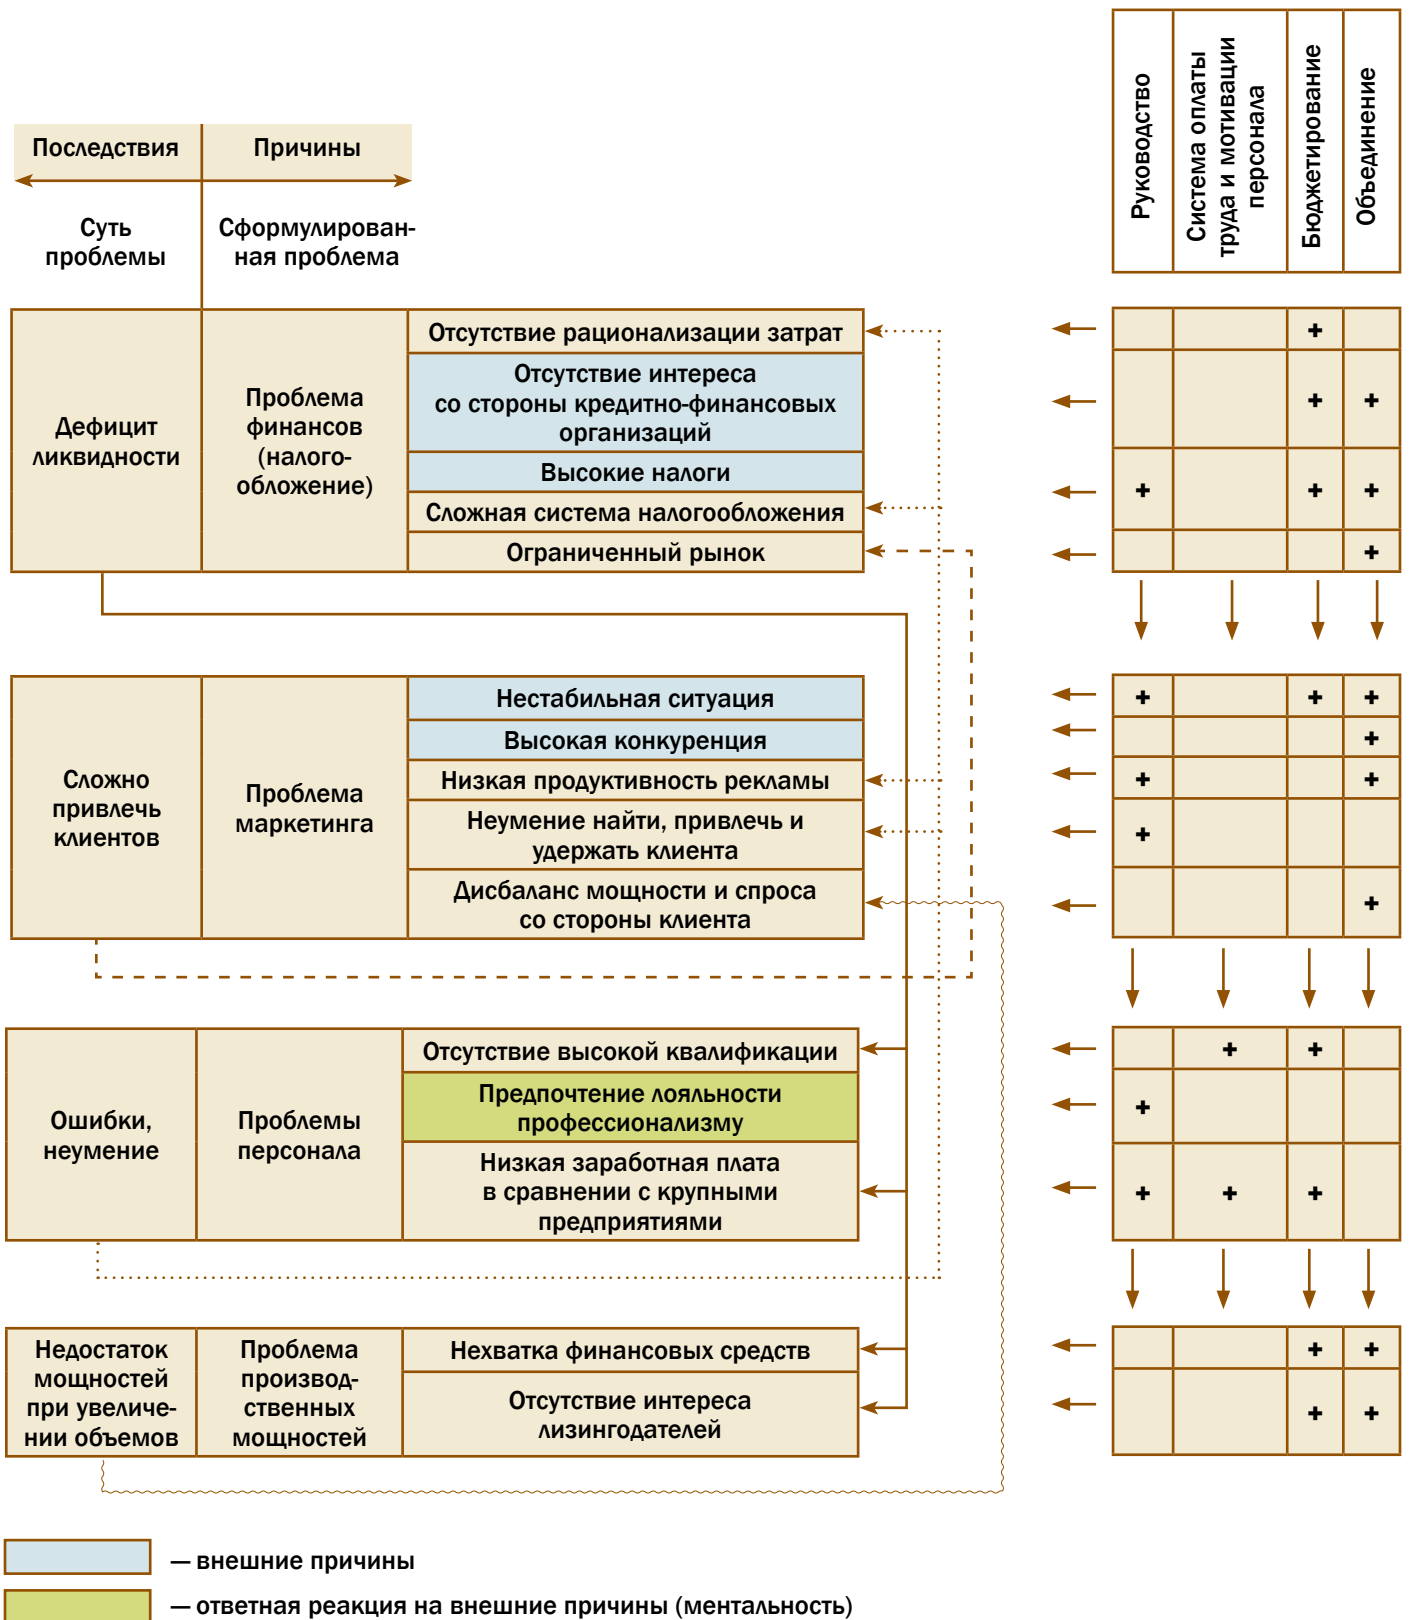 Руководство
Система оплаты
труда и мотивации
персонала
Бюджетирование
Объединение
Последствия
Причины
Суть
проблемы
Сформулирован-
ная проблема
Дефицит
ликвидности
Проблема
финансов
(налого-
обложение)
Отсутствие рационализации затрат
+
Отсутствие интереса
со стороны кредитно-финансовых
организаций
+ +
Высокие налоги
Сложная система налогообложения
+ + +
Ограниченный рынок
+
Сложно
привлечь
клиентов
Проблема
маркетинга
Нестабильная ситуация
+ + +
Высокая конкуренция
+
Низкая продуктивность рекламы
+ +
Неумение найти, привлечь и
удержать клиента
+
Дисбаланс мощности и спроса
со стороны клиента
+
Ошибки,
неумение
Проблемы
персонала
Отсутствие высокой квалификации
+ +
Предпочтение лояльности
профессионализму
+
Низкая заработная плата
в сравнении с крупными
предприятиями
+ + +
Недостаток
мощностей
при увеличе-
нии объемов
Проблема
производ-
ственных
мощностей
Нехватка финансовых средств
+ +
Отсутствие интереса
лизингодателей
+ +
— внешние причины
— ответная реакция на внешние причины (ментальность)